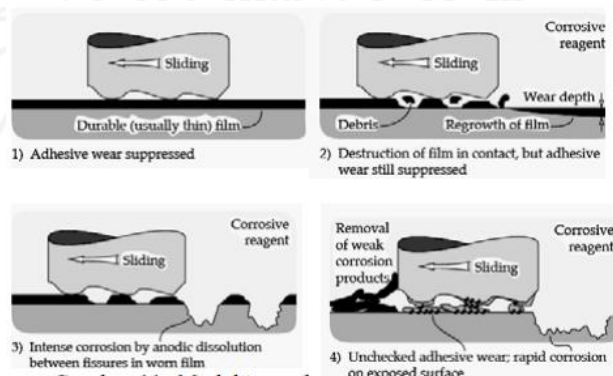 Corrosive
reagent
Sliding
Durable (usually thin) film
1) Adhesive wear suppressed
Corrosive
reagent
Sliding
Wear depth
Debris
Regrowth of film
2) Destruction of film in contact, but adhesive
wear still suppressed
Corrosive
reagent
Sliding
3) Intense corrosion by anodic dissolution
between fissures in worn film
Removal
of weak
corrosion
products
Corrosive
reagent
Sliding
4) Unchecked adhesive wear; rapid corrosion
on exposed surface